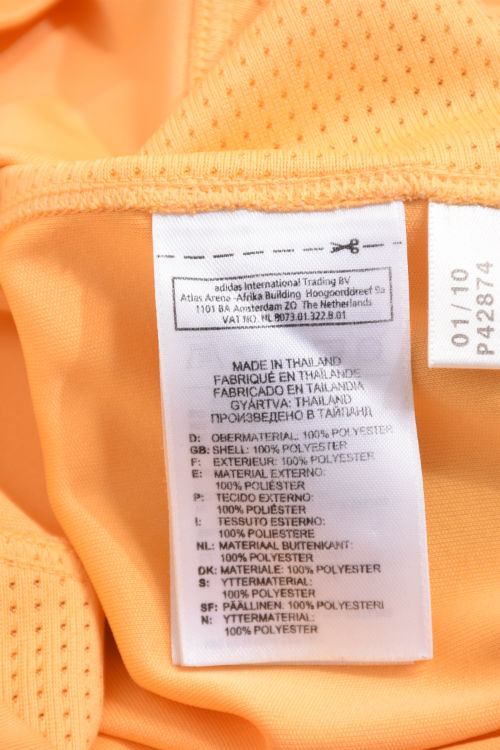 adidas International Trading BV
Atlas Arena -Afrika Building Hoogoorddreef 9a
1101 BA Amsterdam ZO The Netherlands
VAT NO. NL 8073.01.322.B.01
MADE IN THAILAND
FABRIQUÉ EN THAÏLANDE
FABRICADO EN TAILANDIA
GYÁRTVA: THAILAND
ПРОИЗВЕДЕНО В ТАЙЛАНД
D: OBERMATERIAL: 100% POLYESTER
GB: SHELL: 100% POLYESTER
F: EXTERIEUR: 100% POLYESTER
E: MATERIAL EXTERNO:
100% POLIÉSTER
P: TECIDO EXTERNO:
100% POLIÉSTER
I: TESSUTO ESTERNO:
100% POLIESTERE
NL: MATERIAAL BUITENKANT:
100% POLYESTER
DK: MATERIALE: 100% POLYESTER
S: YTTERMATERIAL:
100% POLYESTER
SF: PÄÄLLINEN: 100% POLYESTERI
N: YTTERMATERIAL:
100% POLYESTER
01/10
P42874